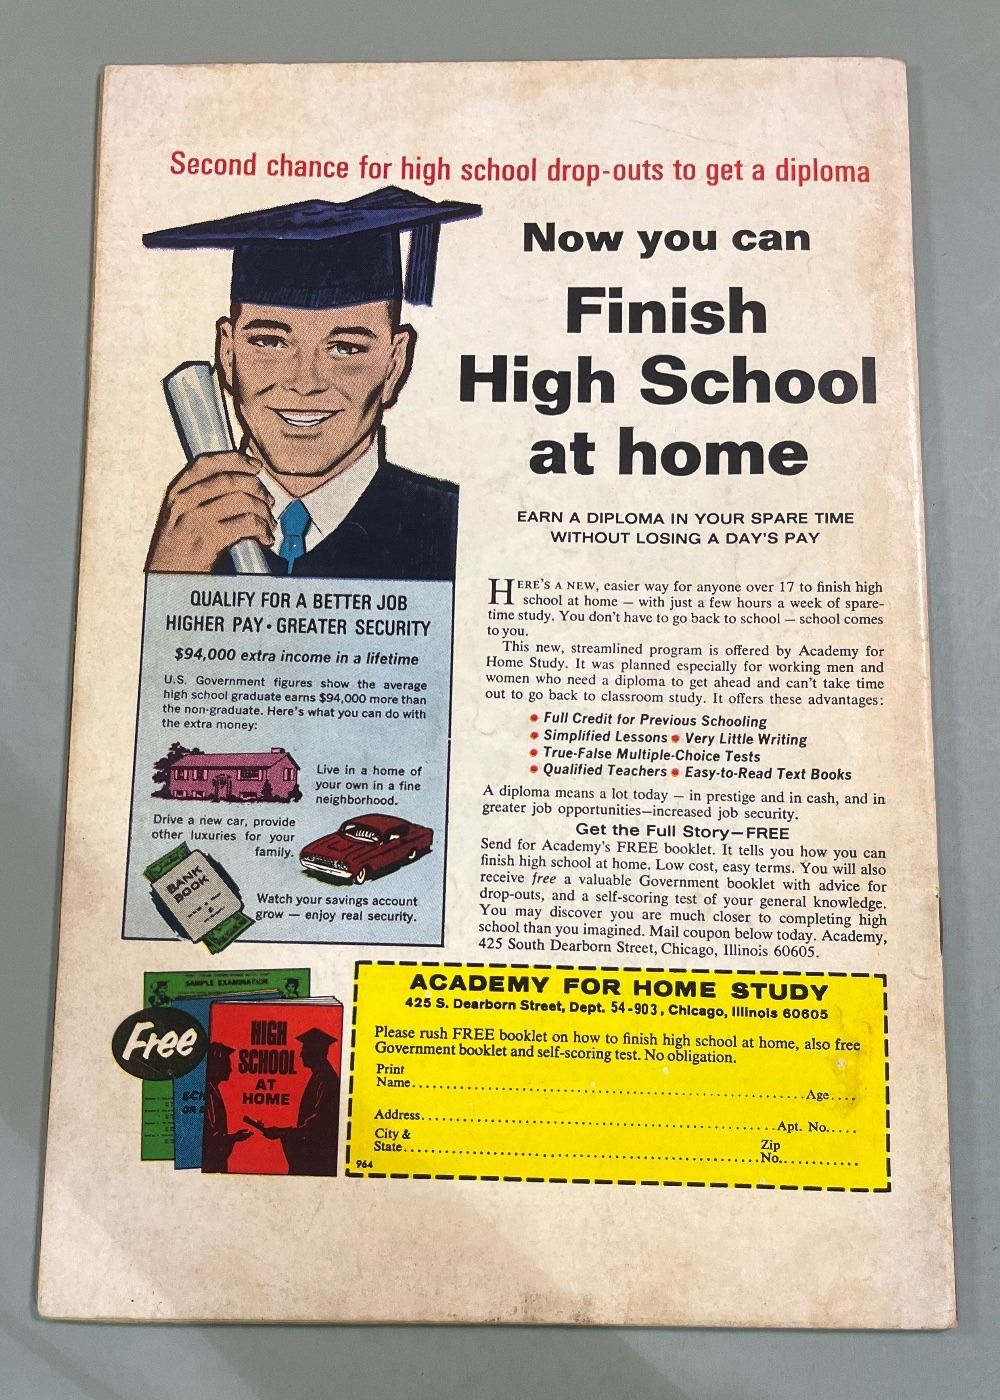 Second chance for high school drop-outs to get a diploma
Now you can
Finish
High School
at home
EARN A DIPLOMA IN YOUR SPARE TIME
WITHOUT LOSING A DAY'S PAY
QUALIFY FOR A BETTER JOB
HIGHER PAY • GREATER SECURITY
$94,000 extra income in a lifetime
U.S. Government figures show the average
high school graduate earns $94,000 more than
the non-graduate. Here's what you can do with
the extra money:
Live in a home of
your own in a fine
neighborhood.
Drive a new car, provide
other luxuries for your
family.
BANK
BOOK
Watch your savings account
grow — enjoy real security.
HERE'S A NEW, easier way for anyone over 17 to finish high
school at home — with just a few hours a week of spare-
time study. You don't have to go back to school — school comes
to you.
This new, streamlined program is offered by Academy for
Home Study. It was planned especially for working men and
women who need a diploma to get ahead and can't take time
out to go back to classroom study. It offers these advantages:
• Full Credit for Previous Schooling
• Simplified Lessons • Very Little Writing
• True-False Multiple-Choice Tests
• Qualified Teachers • Easy-to-Read Text Books
A diploma means a lot today — in prestige and in cash, and in
greater job opportunities—increased job security.
Get the Full Story—FREE
Send for Academy's FREE booklet. It tells you how you can
finish high school at home. Low cost, easy terms. You will also
receive free a valuable Government booklet with advice for
drop-outs, and a self-scoring test of your general knowledge.
You may discover you are much closer to completing high
school than you imagined. Mail coupon below today. Academy,
425 South Dearborn Street, Chicago, Illinois 60605.
SAMPLE EXAMINATION
Free
HIGH
SCHOOL
AT
HOME
ACADEMY FOR HOME STUDY
425 S. Dearborn Street, Dept. 54-903, Chicago, Illinois 60605
Please rush FREE booklet on how to finish high school at home, also free
Government booklet and self-scoring test. No obligation.
Print
Name. Age
Address. Apt. No.
City &
State. Zip
No.
964